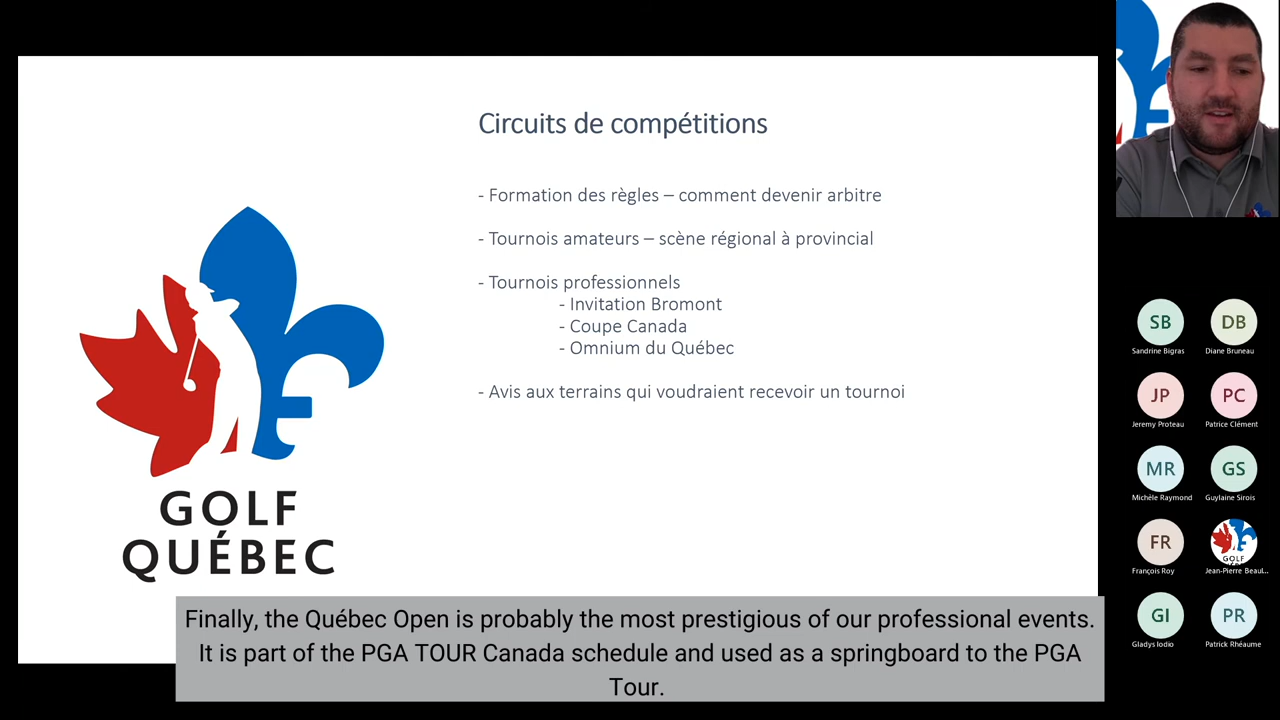 Circuits de compétitions
- Formation des règles – comment devenir arbitre
- Tournois amateurs – scène régional à provincial
- Tournois professionnels
- Invitation Bromont
- Coupe Canada
- Omnium du Québec
- Avis aux terrains qui voudraient recevoir un tournoi
GOLF
QUÉBEC
Finally, the Québec Open is probably the most prestigious of our professional events.
It is part of the PGA TOUR Canada schedule and used as a springboard to the PGA
Tour.
SB DB
Sandrine Bigras Diane Bruneau
JP PC
Jeremy Proteau Patrice Clément
MR GS
Michèle Raymond Guylaine Sirois
FR GOLF
François Roy Jean-Pierre Beaul...
GI PR
Gladys Iodio Patrick Rhéaume